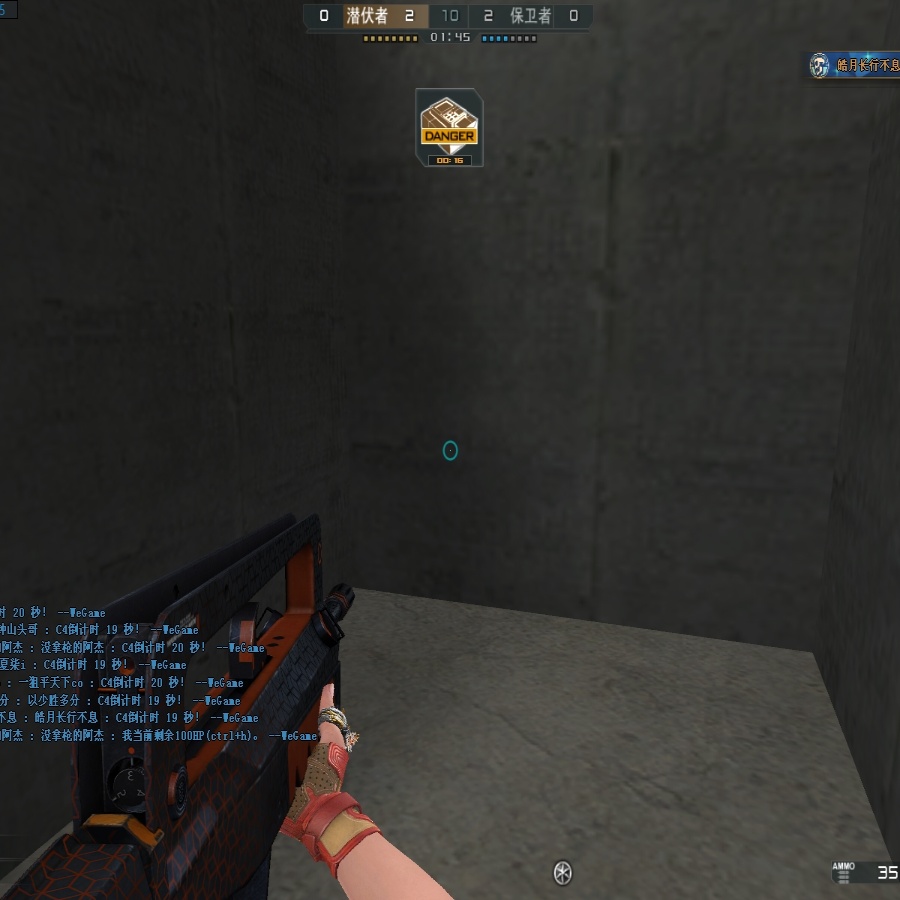 5
0 潜伏者 2 10 2 保卫者 0
01:45
皓月长行不息
DANGER
00:16
时 20 秒! --WeGame
山头哥 : C4倒计时 19 秒! --WeGame
阿杰 : 没拿枪的阿杰 : C4倒计时 20 秒! --WeGame
夏柒i : C4倒计时 19 秒! --WeGame
: 一狙平天下co : C4倒计时 20 秒! --WeGame
分 : 以少胜多分 : C4倒计时 19 秒! --WeGame
不息 : 皓月长行不息 : C4倒计时 19 秒! --WeGame
阿杰 : 没拿枪的阿杰 : 我当前剩余100HP(ctrl+h)。 --WeGame
AMMO
35